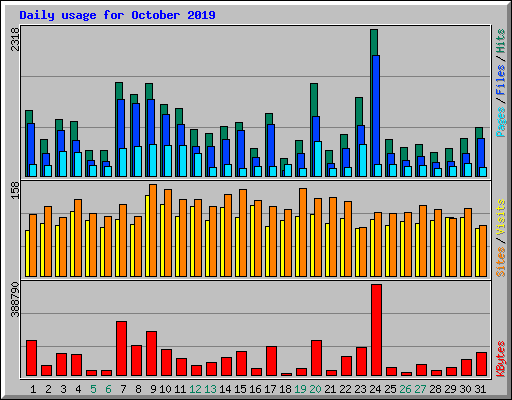 Daily usage for October 2019
2318
168
388790
Pages / Files / Hits
Sites / Visits
KBytes
1 2 3 4 5 6 7 8 9 10 11 12 13 14 15 16 17 18 19 20 21 22 23 24 25 26 27 28 29 30 31